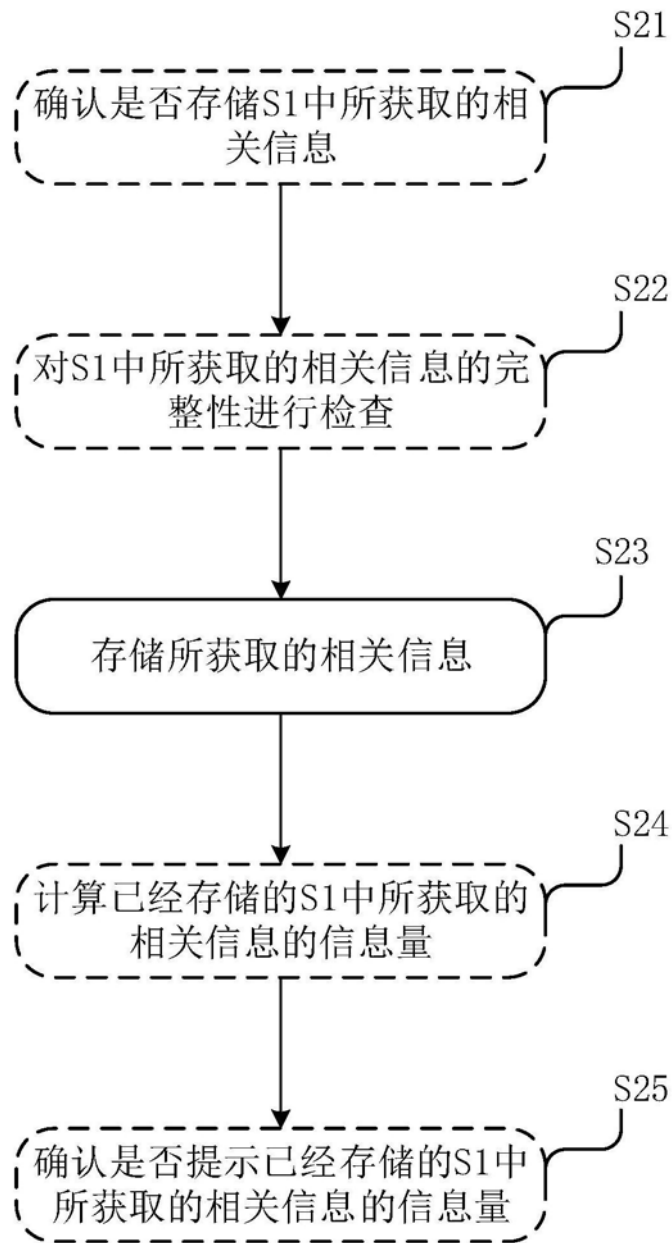 S21
确认是否存储S1中所获取的相
关信息
S22
对S1中所获取的相关信息的完
整性进行检查
S23
存储所获取的相关信息
S24
计算已经存储的S1中所获取的
相关信息的信息量
S25
确认是否提示已经存储的S1中
所获取的相关信息的信息量